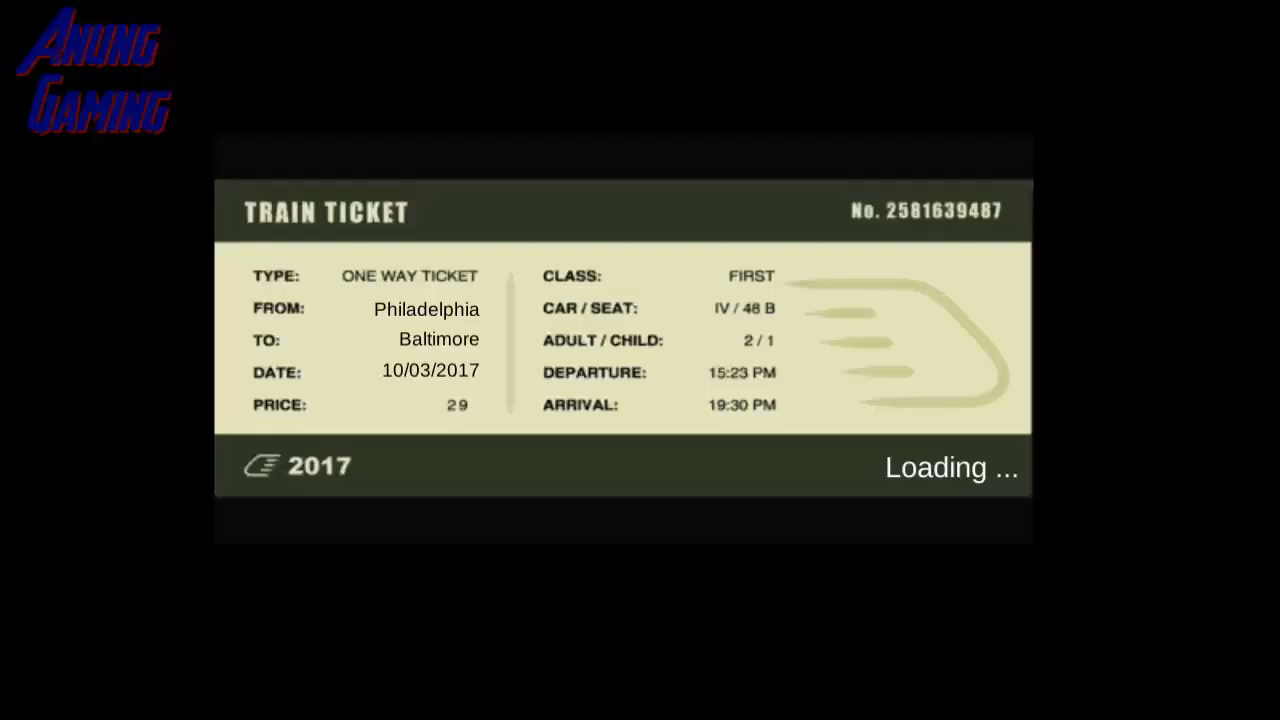 ANUNG
GAMING
TRAIN TICKET
No. 2581639487
TYPE: ONE WAY TICKET
FROM: Philadelphia
TO: Baltimore
DATE: 10/03/2017
PRICE: 29
CLASS: FIRST
CAR / SEAT: IV / 48 B
ADULT / CHILD: 2 / 1
DEPARTURE: 15:23 PM
ARRIVAL: 19:30 PM
2017
Loading ...